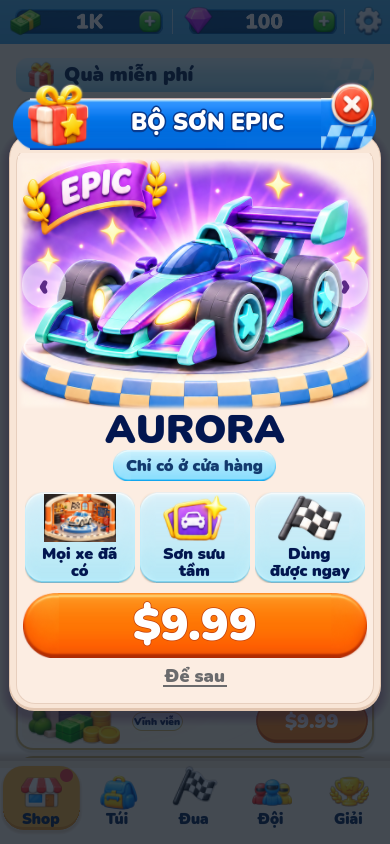 1K
100
Quà miễn phí
BỘ SƠN EPIC
EPIC
AURORA
Chỉ có ở cửa hàng
Mọi xe đã
có
Sơn sưu
tầm
Dùng
được ngay
$9.99
Để sau
Vĩnh viễn
$9.99
Shop
Túi
Đua
Đội
Giải